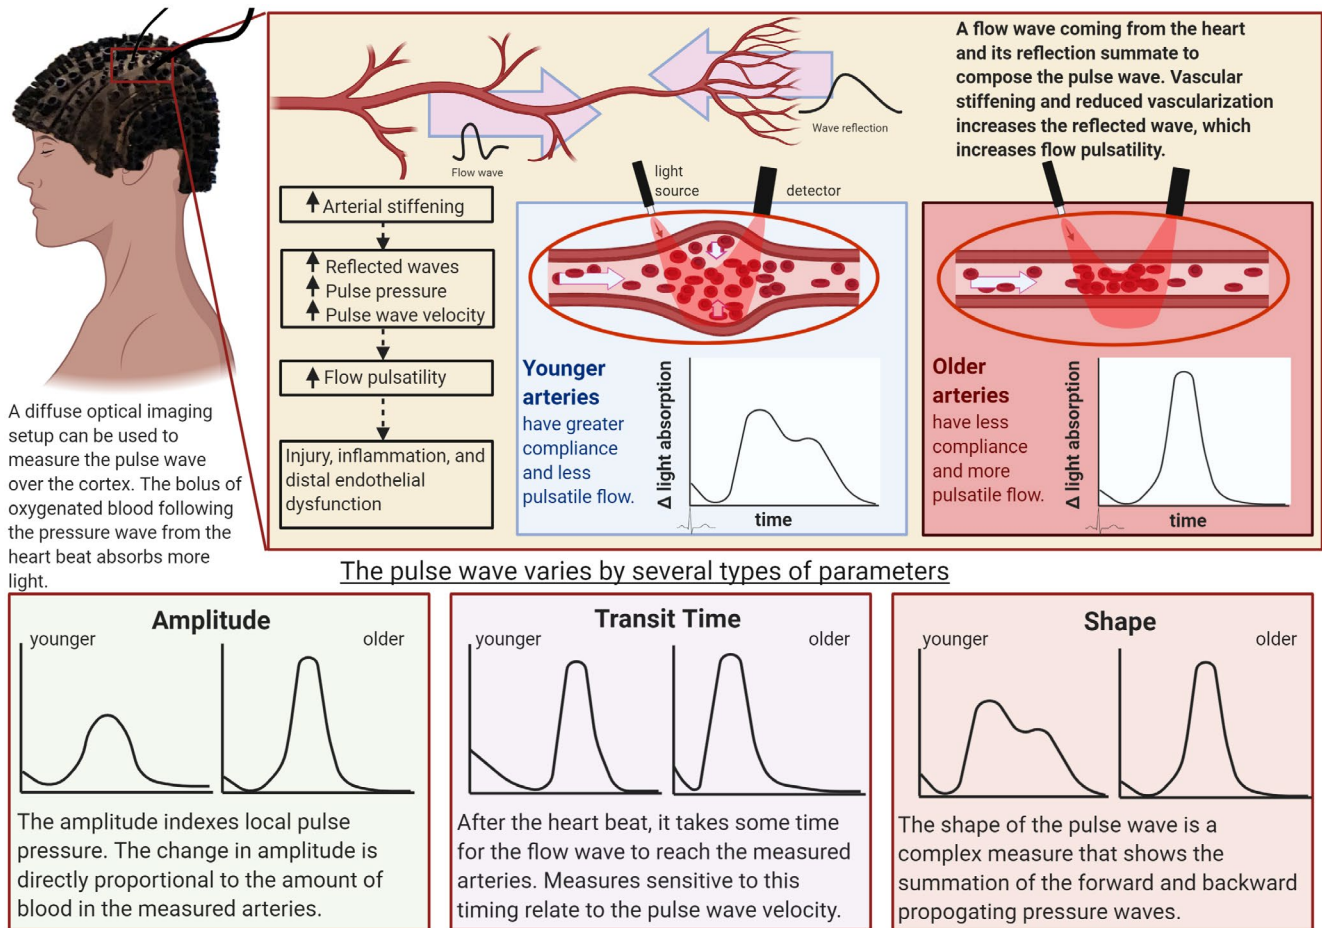 A flow wave coming from the heart
and its reflection summate to
compose the pulse wave. Vascular
stiffening and reduced vascularization
increases the reflected wave, which
increases flow pulsatility.
Wave reflection
Flow wave
light
source
detector
Arterial stiffening
Reflected waves
Pulse pressure
Pulse wave velocity
Flow pulsatility
Injury, inflammation, and
distal endothelial
dysfunction
Younger
arteries
have greater
compliance
and less
pulsatile flow.
Δ light absorption
time
Older
arteries
have less
compliance
and more
pulsatile flow.
Δ light absorption
time
A diffuse optical imaging
setup can be used to
measure the pulse wave
over the cortex. The bolus of
oxygenated blood following
the pressure wave from the
heart beat absorbs more
light.
The pulse wave varies by several types of parameters
Amplitude
younger
older
The amplitude indexes local pulse
pressure. The change in amplitude is
directly proportional to the amount of
blood in the measured arteries.
Transit Time
younger
older
After the heart beat, it takes some time
for the flow wave to reach the measured
arteries. Measures sensitive to this
timing relate to the pulse wave velocity.
Shape
younger
older
The shape of the pulse wave is a
complex measure that shows the
summation of the forward and backward
propogating pressure waves.